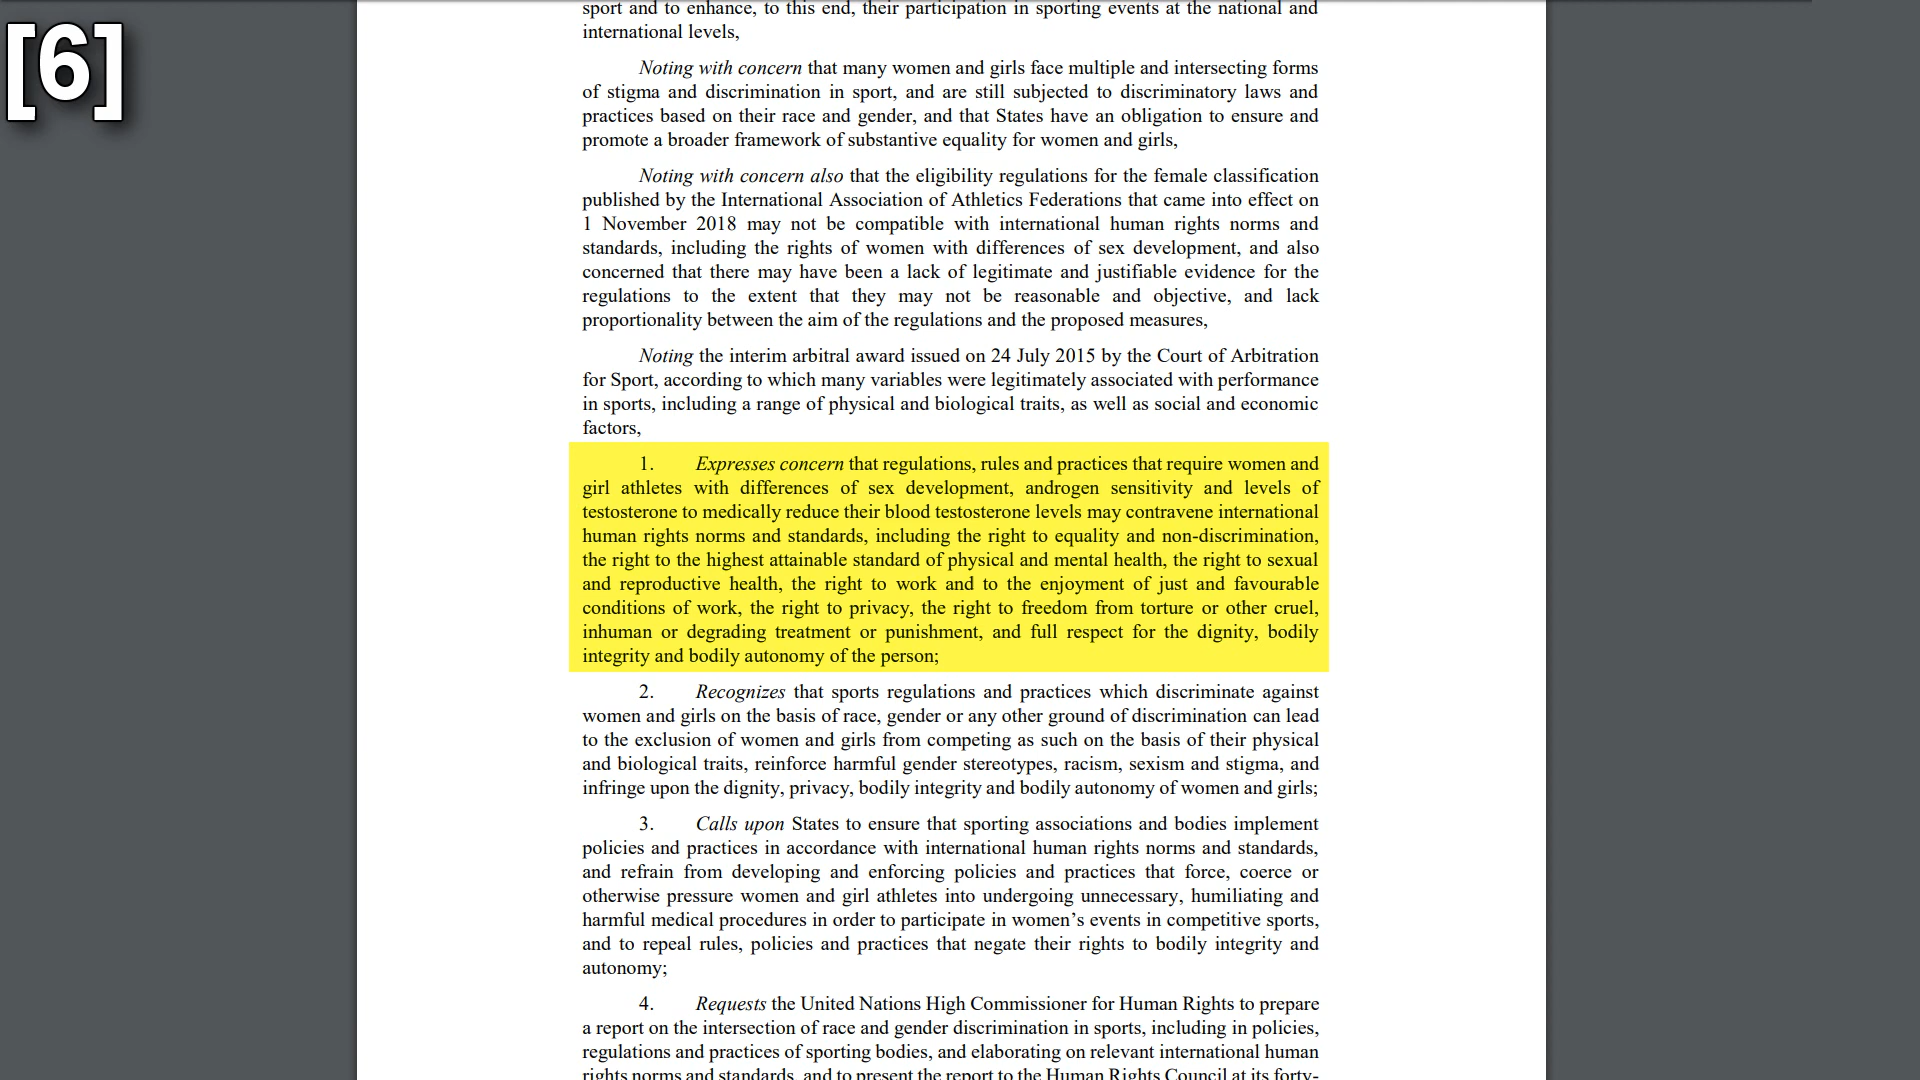 [6]
sport and to enhance, to this end, their participation in sporting events at the national and
international levels,
Noting with concern that many women and girls face multiple and intersecting forms
of stigma and discrimination in sport, and are still subjected to discriminatory laws and
practices based on their race and gender, and that States have an obligation to ensure and
promote a broader framework of substantive equality for women and girls,
Noting with concern also that the eligibility regulations for the female classification
published by the International Association of Athletics Federations that came into effect on
1 November 2018 may not be compatible with international human rights norms and
standards, including the rights of women with differences of sex development, and also
concerned that there may have been a lack of legitimate and justifiable evidence for the
regulations to the extent that they may not be reasonable and objective, and lack
proportionality between the aim of the regulations and the proposed measures,
Noting the interim arbitral award issued on 24 July 2015 by the Court of Arbitration
for Sport, according to which many variables were legitimately associated with performance
in sports, including a range of physical and biological traits, as well as social and economic
factors,
1. Expresses concern that regulations, rules and practices that require women and
girl athletes with differences of sex development, androgen sensitivity and levels of
testosterone to medically reduce their blood testosterone levels may contravene international
human rights norms and standards, including the right to equality and non-discrimination,
the right to the highest attainable standard of physical and mental health, the right to sexual
and reproductive health, the right to work and to the enjoyment of just and favourable
conditions of work, the right to privacy, the right to freedom from torture or other cruel,
inhuman or degrading treatment or punishment, and full respect for the dignity, bodily
integrity and bodily autonomy of the person;
2. Recognizes that sports regulations and practices which discriminate against
women and girls on the basis of race, gender or any other ground of discrimination can lead
to the exclusion of women and girls from competing as such on the basis of their physical
and biological traits, reinforce harmful gender stereotypes, racism, sexism and stigma, and
infringe upon the dignity, privacy, bodily integrity and bodily autonomy of women and girls;
3. Calls upon States to ensure that sporting associations and bodies implement
policies and practices in accordance with international human rights norms and standards,
and refrain from developing and enforcing policies and practices that force, coerce or
otherwise pressure women and girl athletes into undergoing unnecessary, humiliating and
harmful medical procedures in order to participate in women’s events in competitive sports,
and to repeal rules, policies and practices that negate their rights to bodily integrity and
autonomy;
4. Requests the United Nations High Commissioner for Human Rights to prepare
a report on the intersection of race and gender discrimination in sports, including in policies,
regulations and practices of sporting bodies, and elaborating on relevant international human
rights norms and standards, and to present the report to the Human Rights Council at its forty-